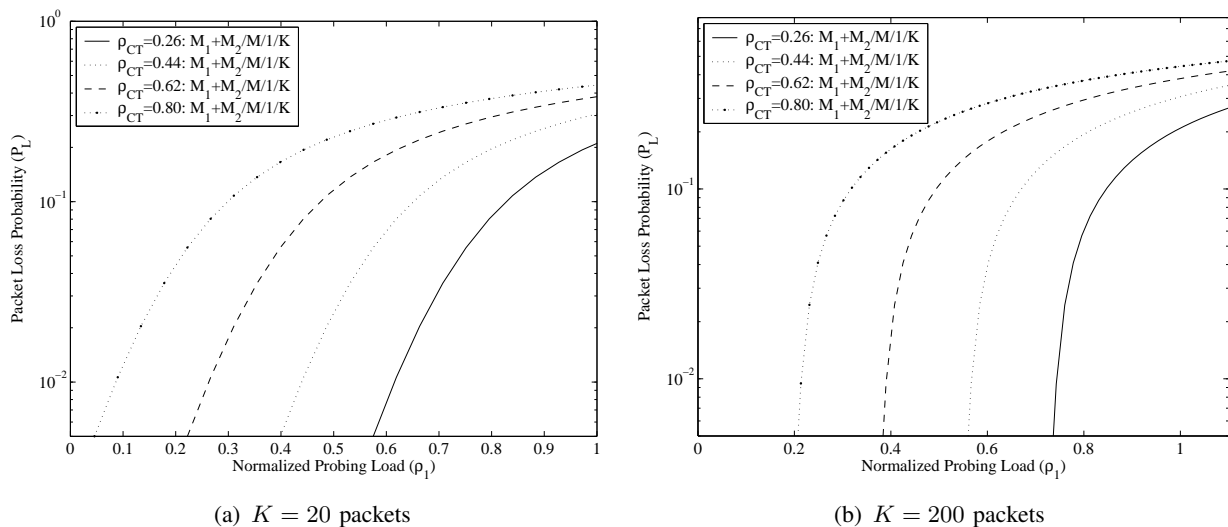 ρCT=0.26: M1+M2/M/1/K
ρCT=0.44: M1+M2/M/1/K
ρCT=0.62: M1+M2/M/1/K
ρCT=0.80: M1+M2/M/1/K
Packet Loss Probability (PL)
10^1
10^0
10^-1
10^-2
0 0.1 0.2 0.3 0.4 0.5 0.6 0.7 0.8 0.9 1
Normalized Probing Load (ρ1)
(a) K = 20 packets
ρCT=0.26: M1+M2/M/1/K
ρCT=0.44: M1+M2/M/1/K
ρCT=0.62: M1+M2/M/1/K
ρCT=0.80: M1+M2/M/1/K
Packet Loss Probability (PL)
10^0
10^-1
10^-2
0 0.2 0.4 0.6 0.8 1
Normalized Probing Load (ρ1)
(b) K = 200 packets